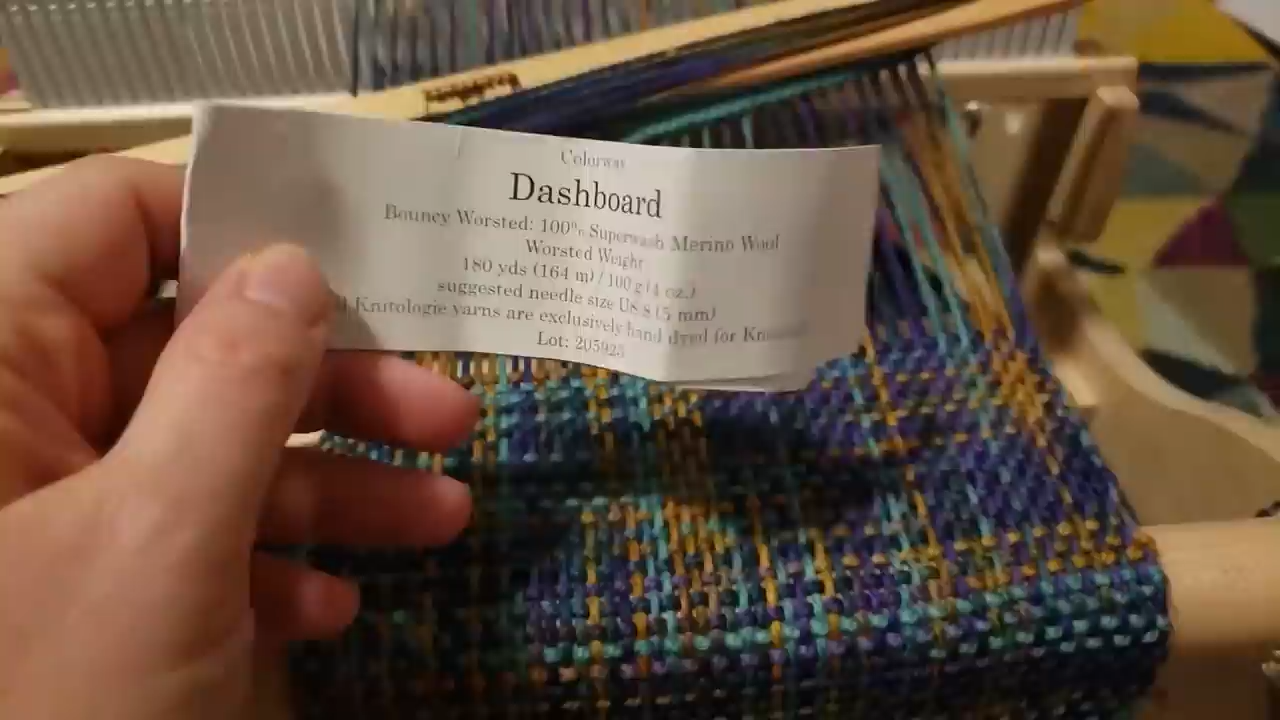 Colorway
Dashboard
Bouncy Worsted: 100% Superwash Merino Wool
Worsted Weight
180 yds (164 m) / 100 g (4 oz.)
suggested needle size US 8 (5 mm)
Knitologie yarns are exclusively hand dyed for
Lot: 205925